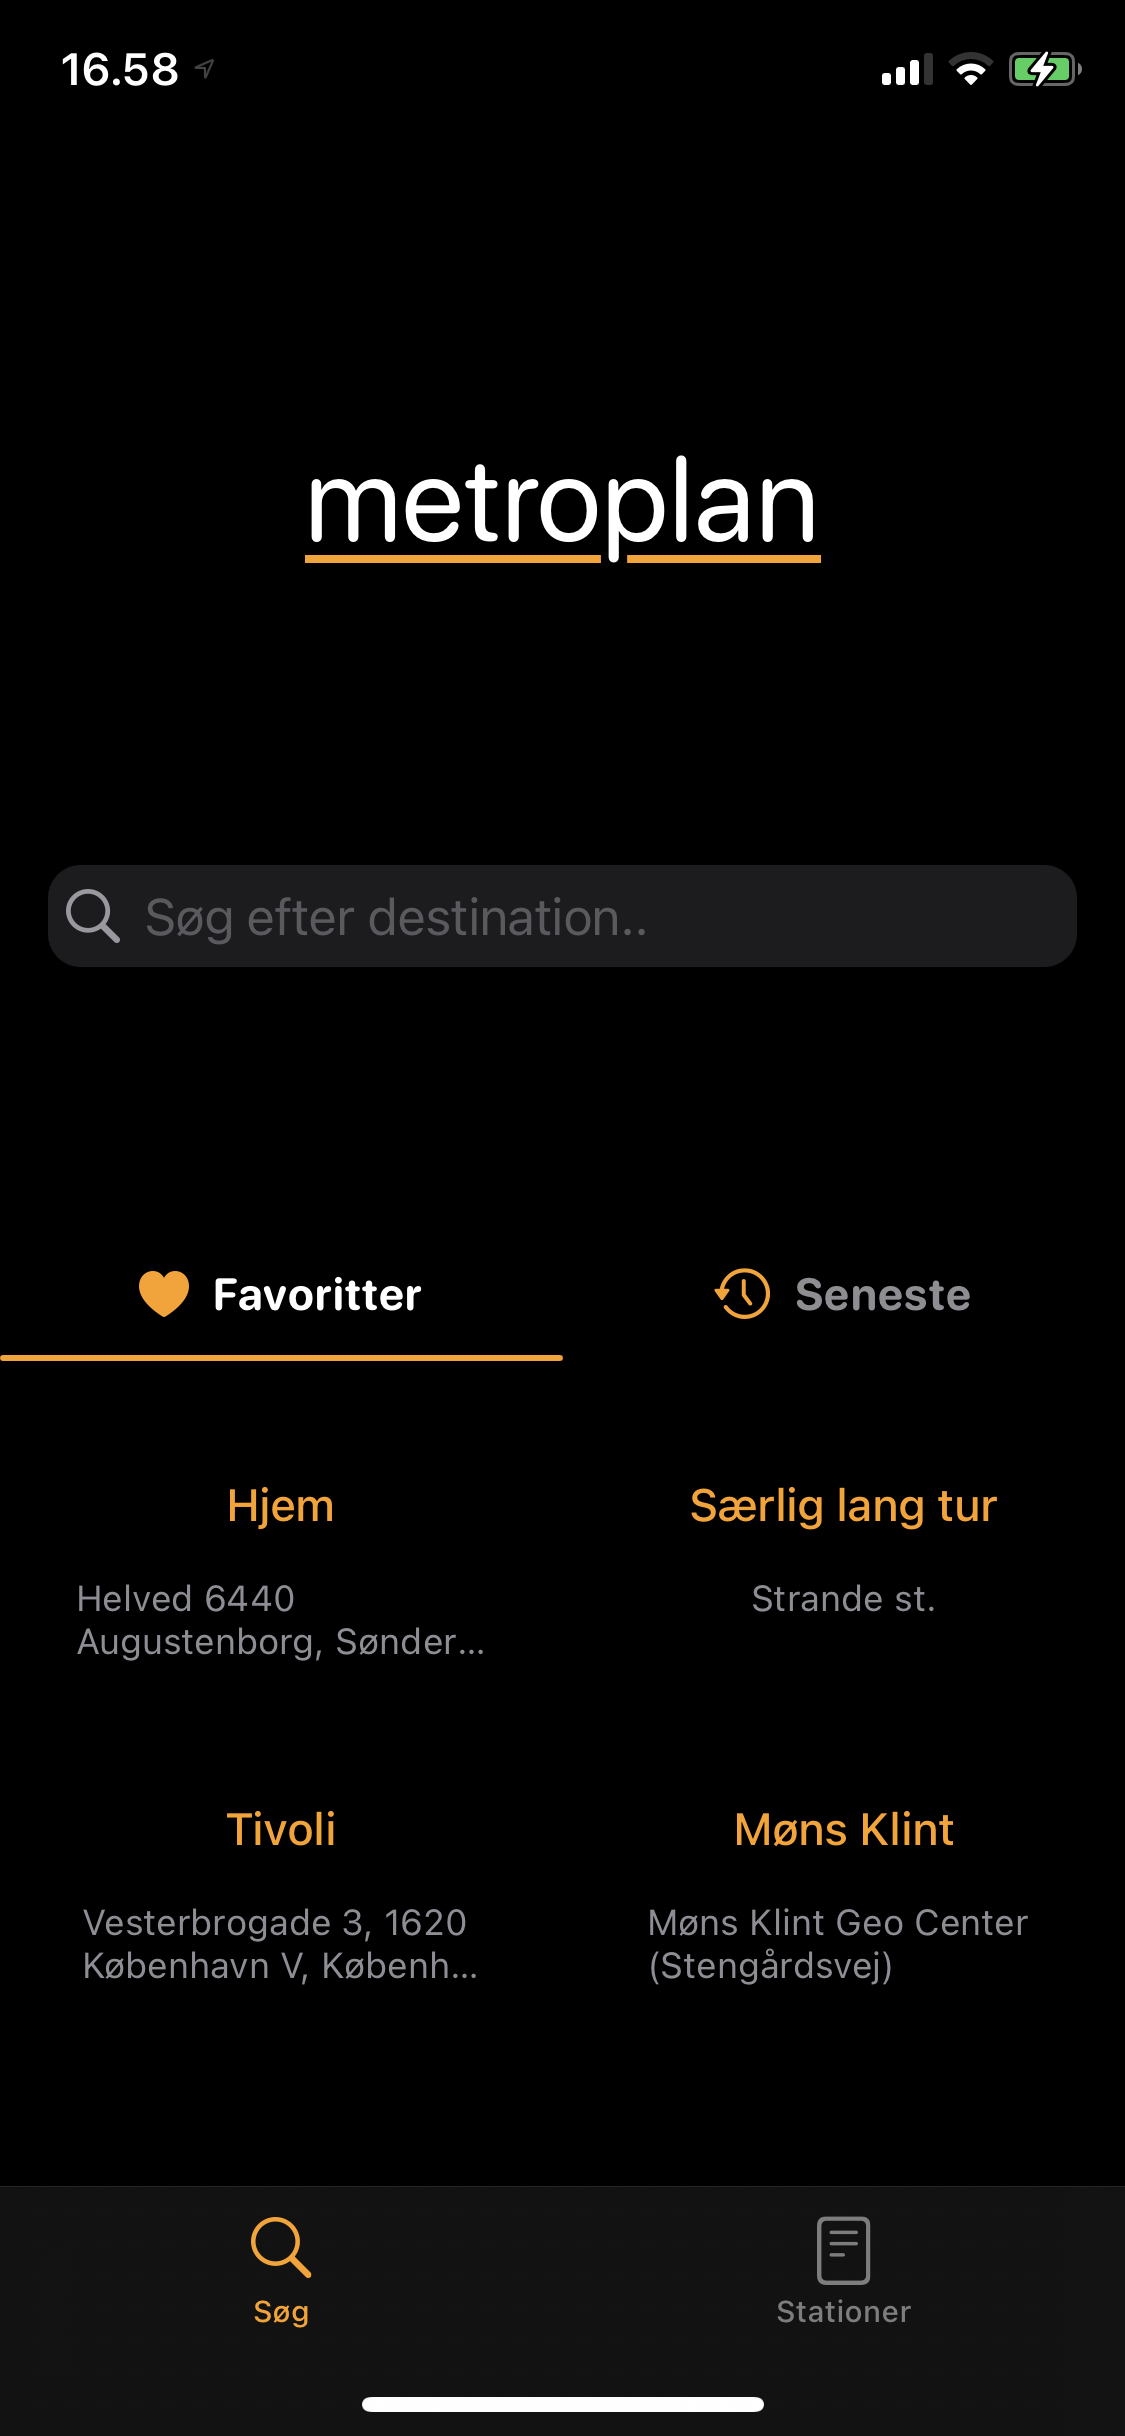 16.58
metroplan
Søg efter destination..
Favoritter
Seneste
Hjem
Helved 6440
Augustenborg, Sønder...
Særlig lang tur
Strande st.
Tivoli
Vesterbrogade 3, 1620
København V, Københ...
Møns Klint
Møns Klint Geo Center
(Stengårdsvej)
Søg
Stationer